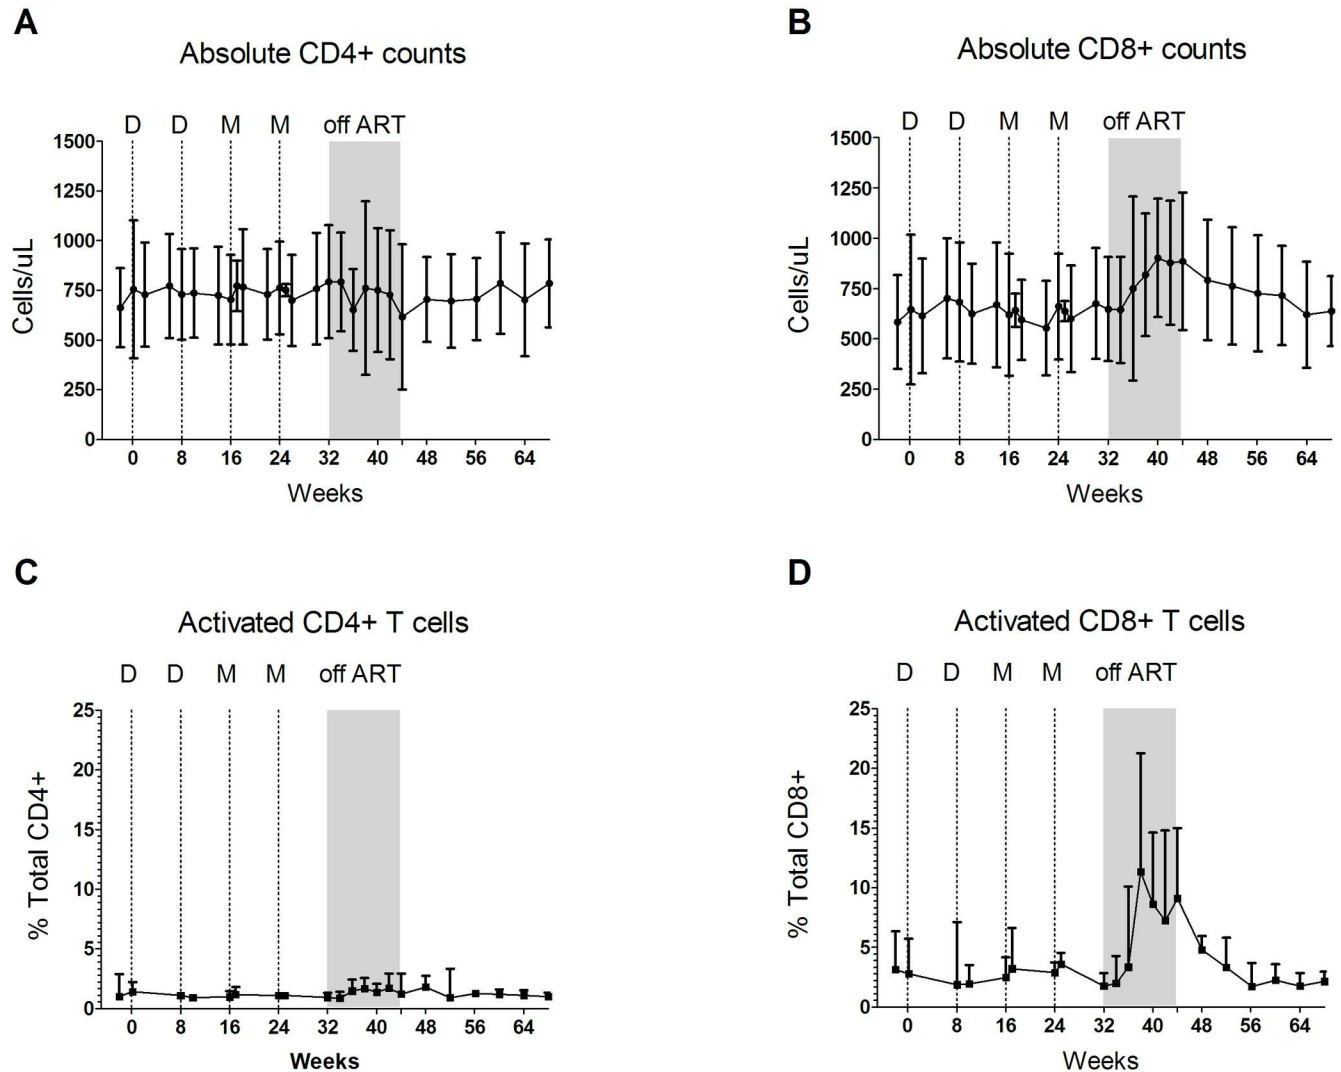 A
Absolute CD4+ counts
D D M M off ART
1500
1250
1000
750
500
250
0
Cells/uL
0 8 16 24 32 40 48 56 64
Weeks
B
Absolute CD8+ counts
D D M M off ART
1500
1250
1000
750
500
250
0
Cells/uL
0 8 16 24 32 40 48 56 64
Weeks
C
Activated CD4+ T cells
D D M M off ART
25
20
15
10
5
0
% Total CD4+
0 8 16 24 32 40 48 56 64
Weeks
D
Activated CD8+ T cells
D D M M off ART
25
20
15
10
5
0
% Total CD8+
0 8 16 24 32 40 48 56 64
Weeks